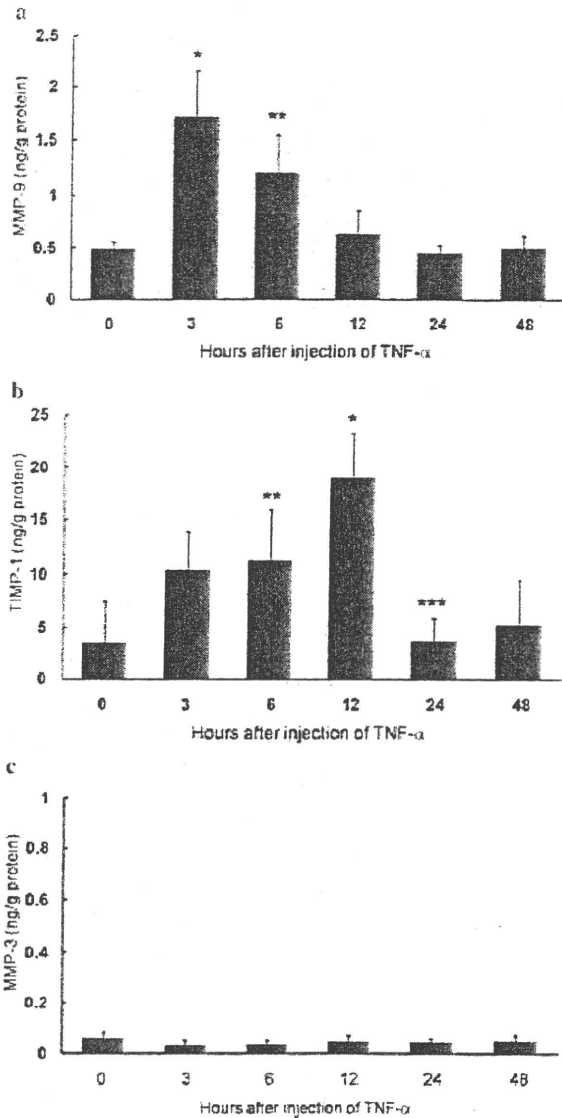 a
2.5
*
2
**
1.5
1
0.5
0
MMP-9 (ng/g protein)
0 3 6 12 24 48
Hours after injection of TNF-α
b
25
*
20
**
15
10
***
5
0
TIMP-1 (ng/g protein)
0 3 6 12 24 48
Hours after injection of TNF-α
c
1
0.8
0.6
0.4
0.2
0
MMP-3 (ng/g protein)
0 3 6 12 24 48
Hours after injection of TNF-α